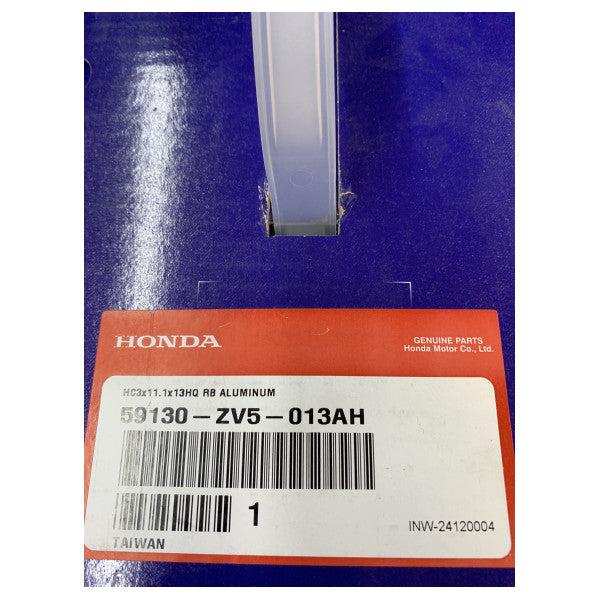 HONDA
GENUINE PARTS
Honda Motor Co., Ltd.
HC3x11.1x13HQ RB ALUMINUM
59130-ZV5-013AH
1
INW-24120004
TAIWAN